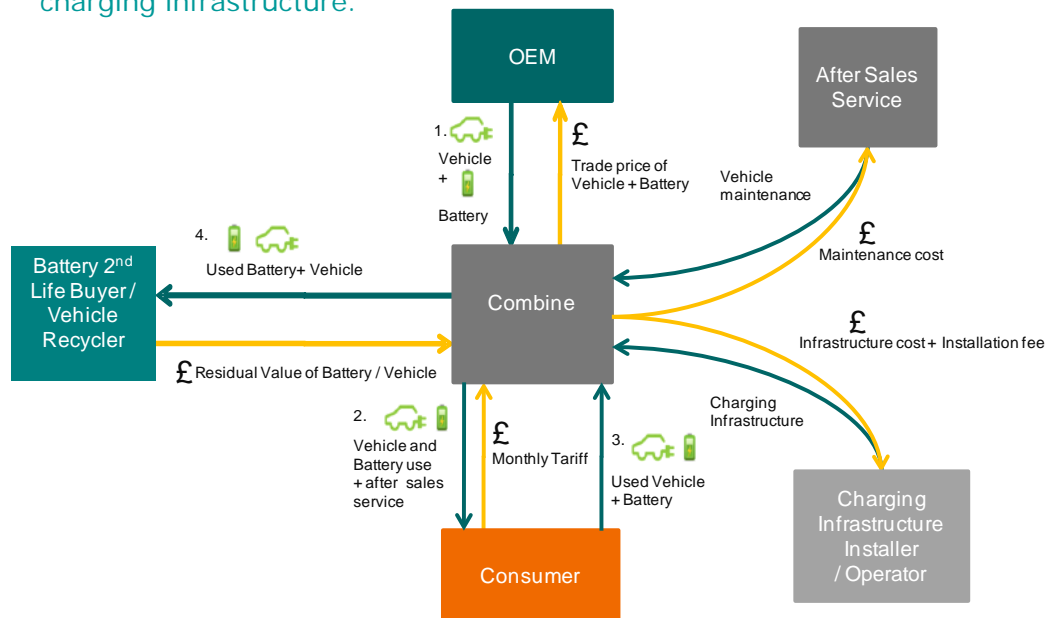 charging infrastructure.
OEM
After Sales
Service
1.
Vehicle
+
Battery
£
Trade price of
Vehicle + Battery
Vehicle
maintenance
£
Maintenance cost
4.
Used Battery+ Vehicle
Battery 2nd
Life Buyer /
Vehicle
Recycler
Combine
£
Infrastructure cost + Installation fee
£ Residual Value of Battery / Vehicle
Charging
Infrastructure
2.
Vehicle and
Battery use
+ after sales
service
£
Monthly Tariff
3.
Used Vehicle
+ Battery
Consumer
Charging
Infrastructure
Installer
/ Operator